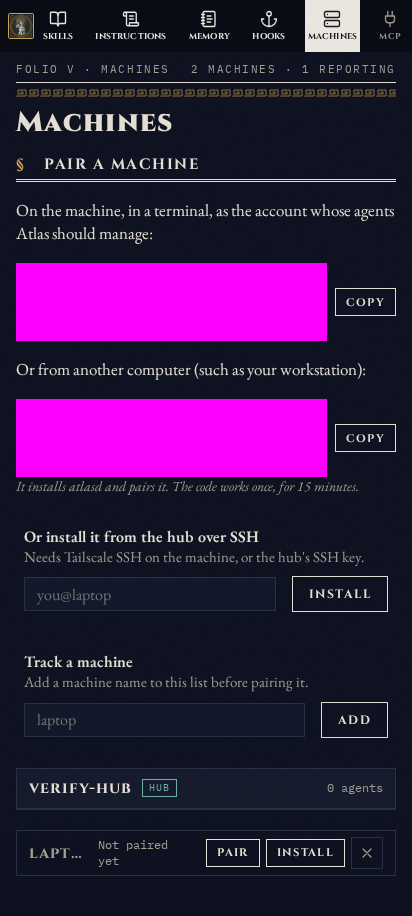 SKILLS INSTRUCTIONS MEMORY HOOKS MACHINES MCP
FOLIO V · MACHINES 2 MACHINES · 1 REPORTING
Machines
§ PAIR A MACHINE
On the machine, in a terminal, as the account whose agents
Atlas should manage:
COPY
Or from another computer (such as your workstation):
COPY
It installs atlasd and pairs it. The code works once, for 15 minutes.
Or install it from the hub over SSH
Needs Tailscale SSH on the machine, or the hub's SSH key.
you@laptop INSTALL
Track a machine
Add a machine name to this list before pairing it.
laptop ADD
VERIFY-HUB HUB 0 agents
LAPT... Not paired yet PAIR INSTALL